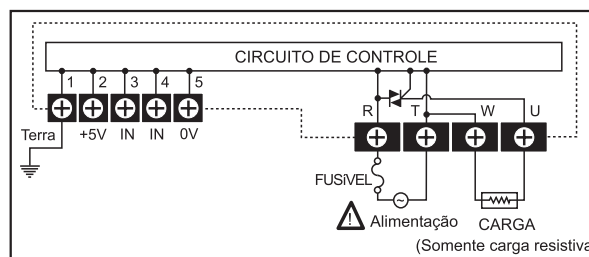 CIRCUITO DE CONTROLE
1 2 3 4 5
R T W U
Terra +5V IN IN 0V
FUSíVEL
Alimentação
CARGA
(Somente carga resistiva